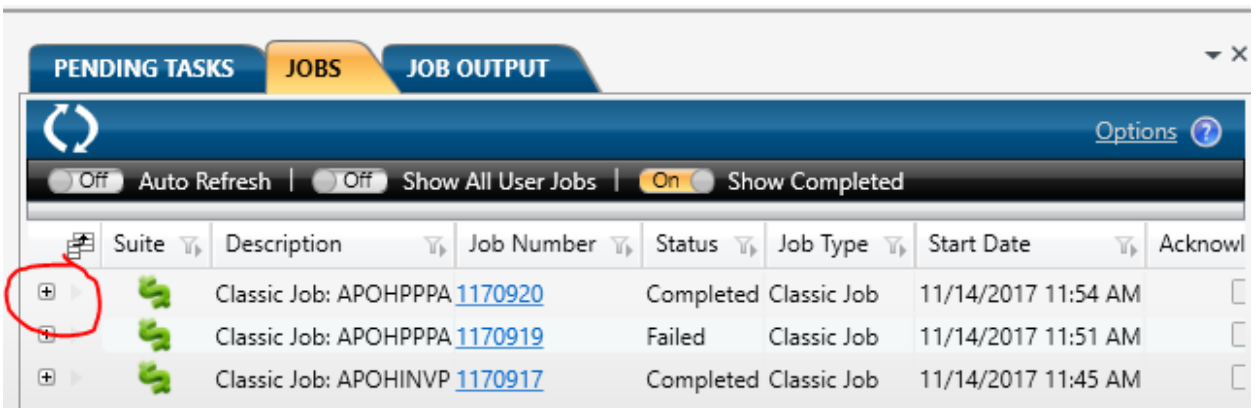 PENDING TASKS JOBS JOB OUTPUT
Options ?
Off Auto Refresh | Off Show All User Jobs | On Show Completed
Suite Description Job Number Status Job Type Start Date Acknowl
Classic Job: APOHPPPA 1170920 Completed Classic Job 11/14/2017 11:54 AM
Classic Job: APOHPPPA 1170919 Failed Classic Job 11/14/2017 11:51 AM
Classic Job: APOHINVP 1170917 Completed Classic Job 11/14/2017 11:45 AM